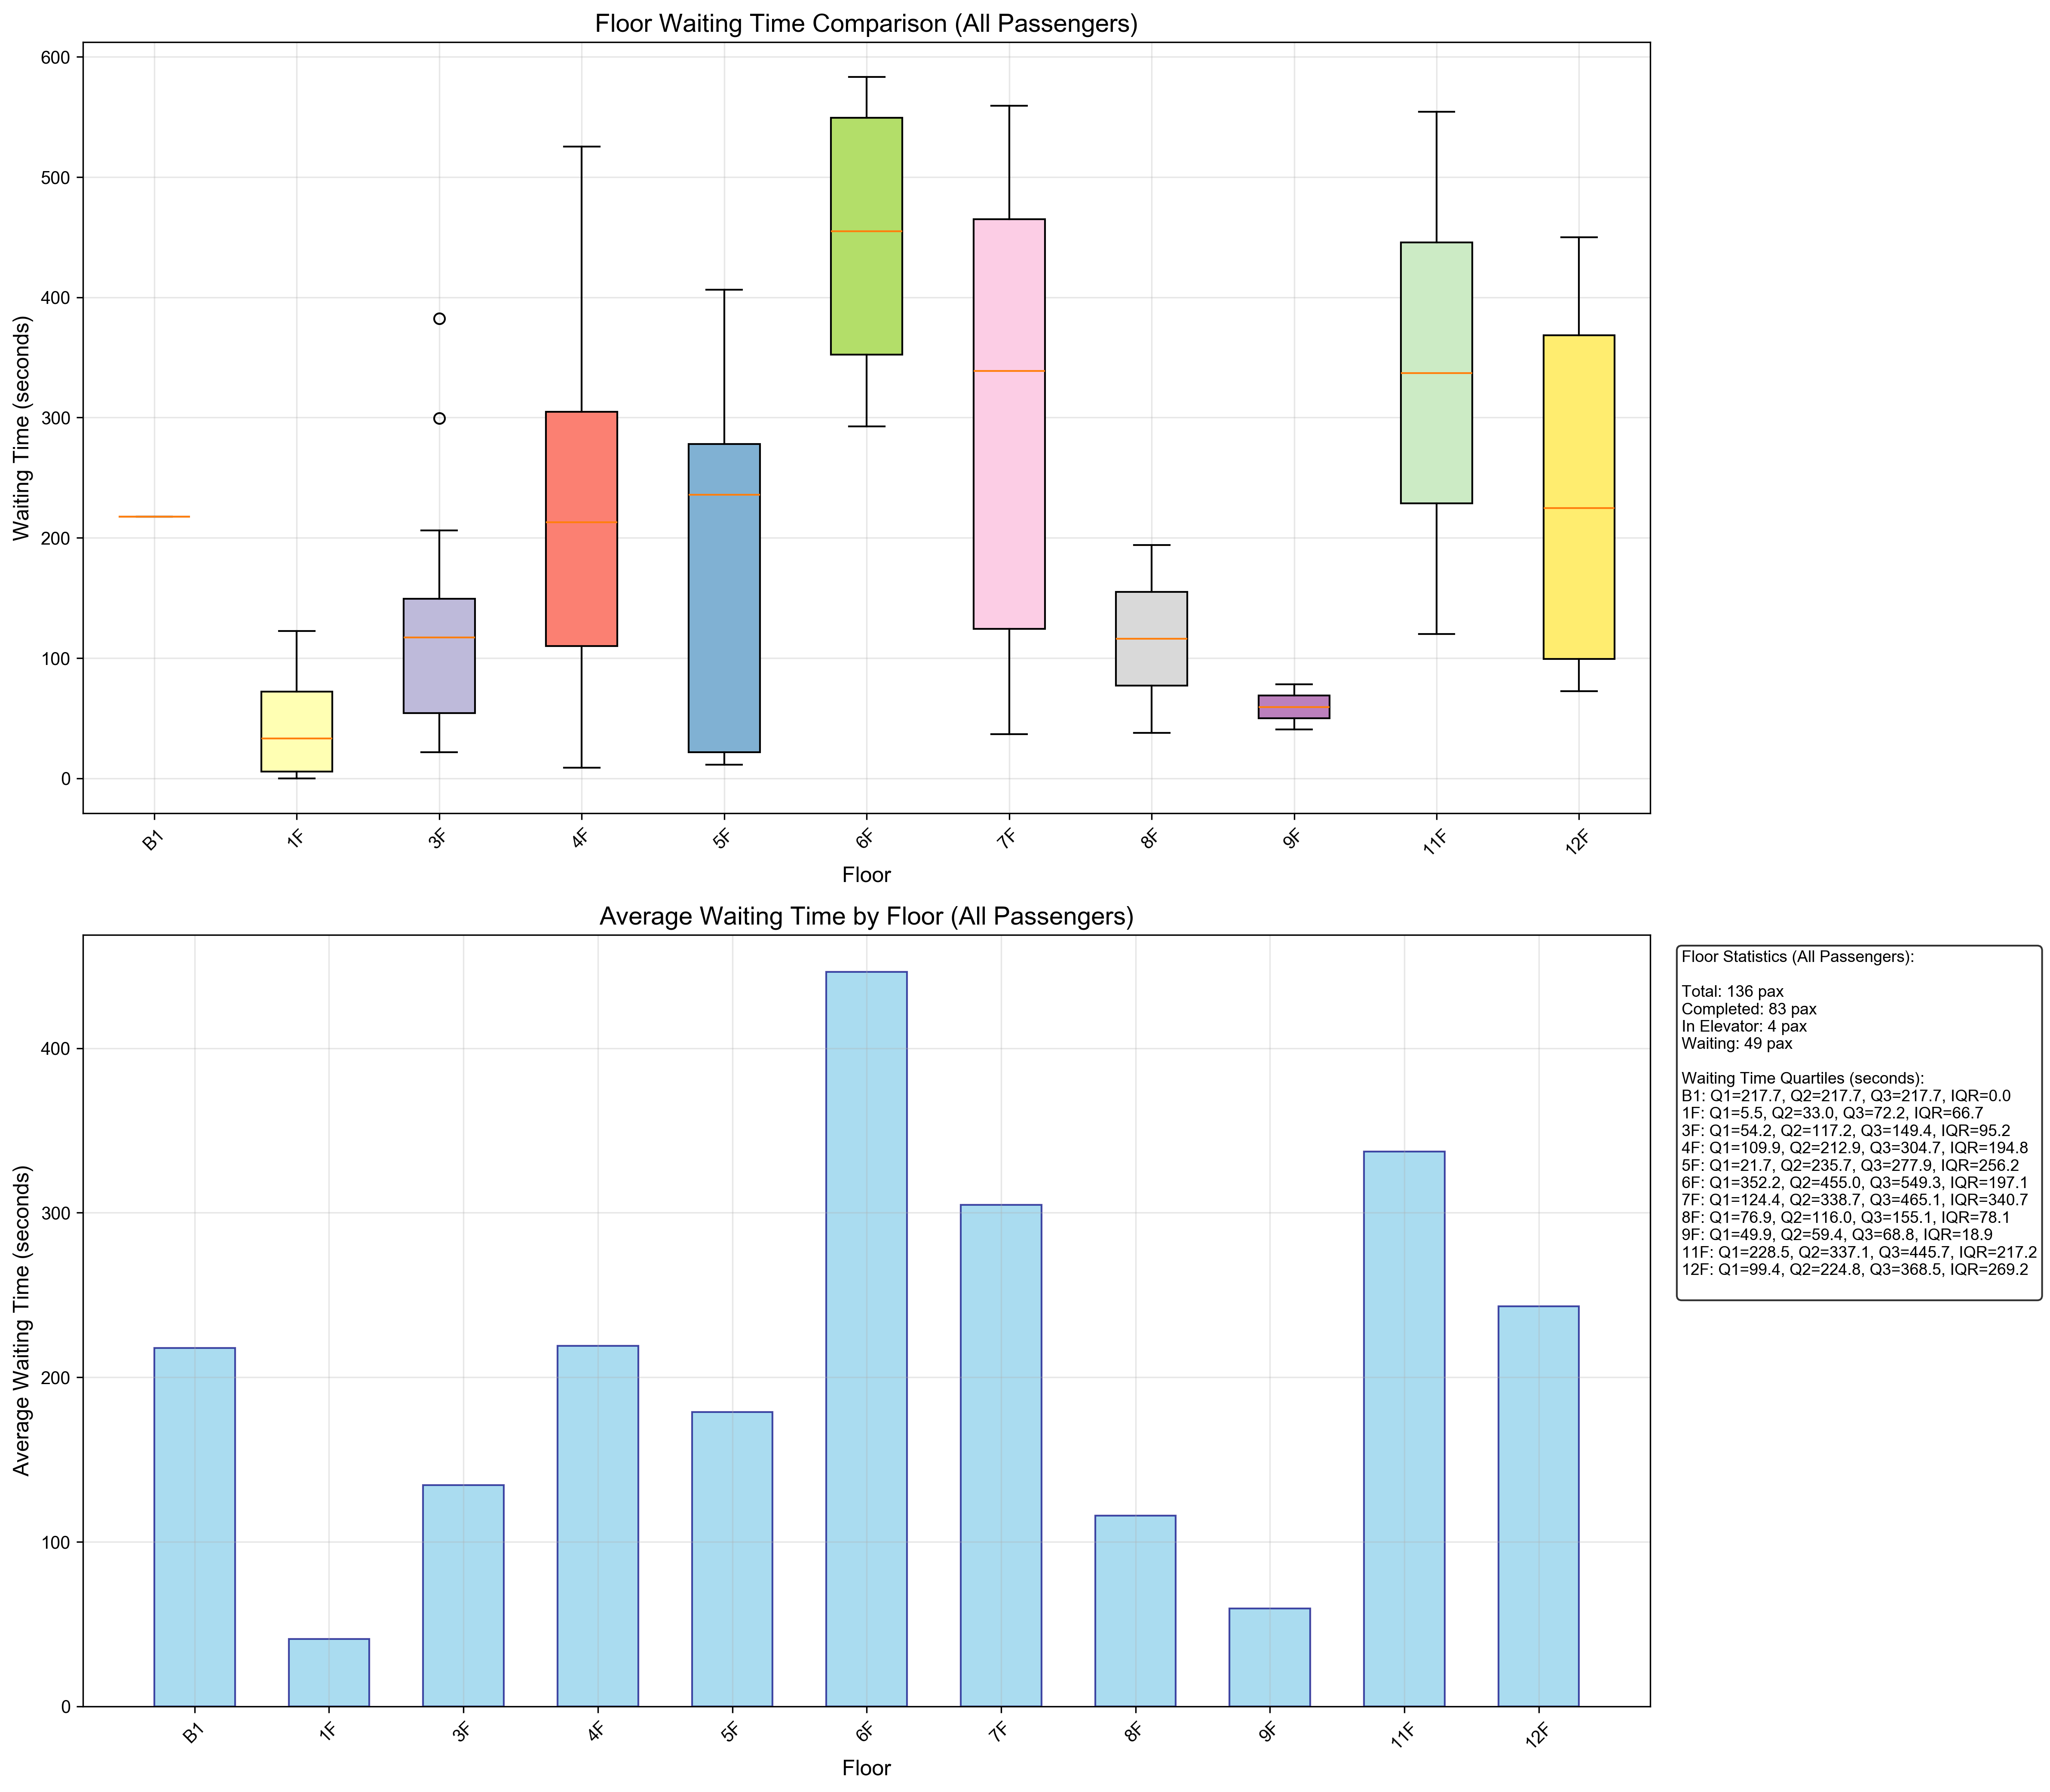 Floor Waiting Time Comparison (All Passengers)
Waiting Time (seconds)
600
500
400
300
200
100
0
B1
1F
3F
4F
5F
6F
7F
8F
9F
11F
12F
Floor
Average Waiting Time by Floor (All Passengers)
Average Waiting Time (seconds)
400
300
200
100
0
B1
1F
3F
4F
5F
6F
7F
8F
9F
11F
12F
Floor
Floor Statistics (All Passengers):
Total: 136 pax
Completed: 83 pax
In Elevator: 4 pax
Waiting: 49 pax
Waiting Time Quartiles (seconds):
B1: Q1=217.7, Q2=217.7, Q3=217.7, IQR=0.0
1F: Q1=5.5, Q2=33.0, Q3=72.2, IQR=66.7
3F: Q1=54.2, Q2=117.2, Q3=149.4, IQR=95.2
4F: Q1=109.9, Q2=212.9, Q3=304.7, IQR=194.8
5F: Q1=21.7, Q2=235.7, Q3=277.9, IQR=256.2
6F: Q1=352.2, Q2=455.0, Q3=549.3, IQR=197.1
7F: Q1=124.4, Q2=338.7, Q3=465.1, IQR=340.7
8F: Q1=76.9, Q2=116.0, Q3=155.1, IQR=78.1
9F: Q1=49.9, Q2=59.4, Q3=68.8, IQR=18.9
11F: Q1=228.5, Q2=337.1, Q3=445.7, IQR=217.2
12F: Q1=99.4, Q2=224.8, Q3=368.5, IQR=269.2